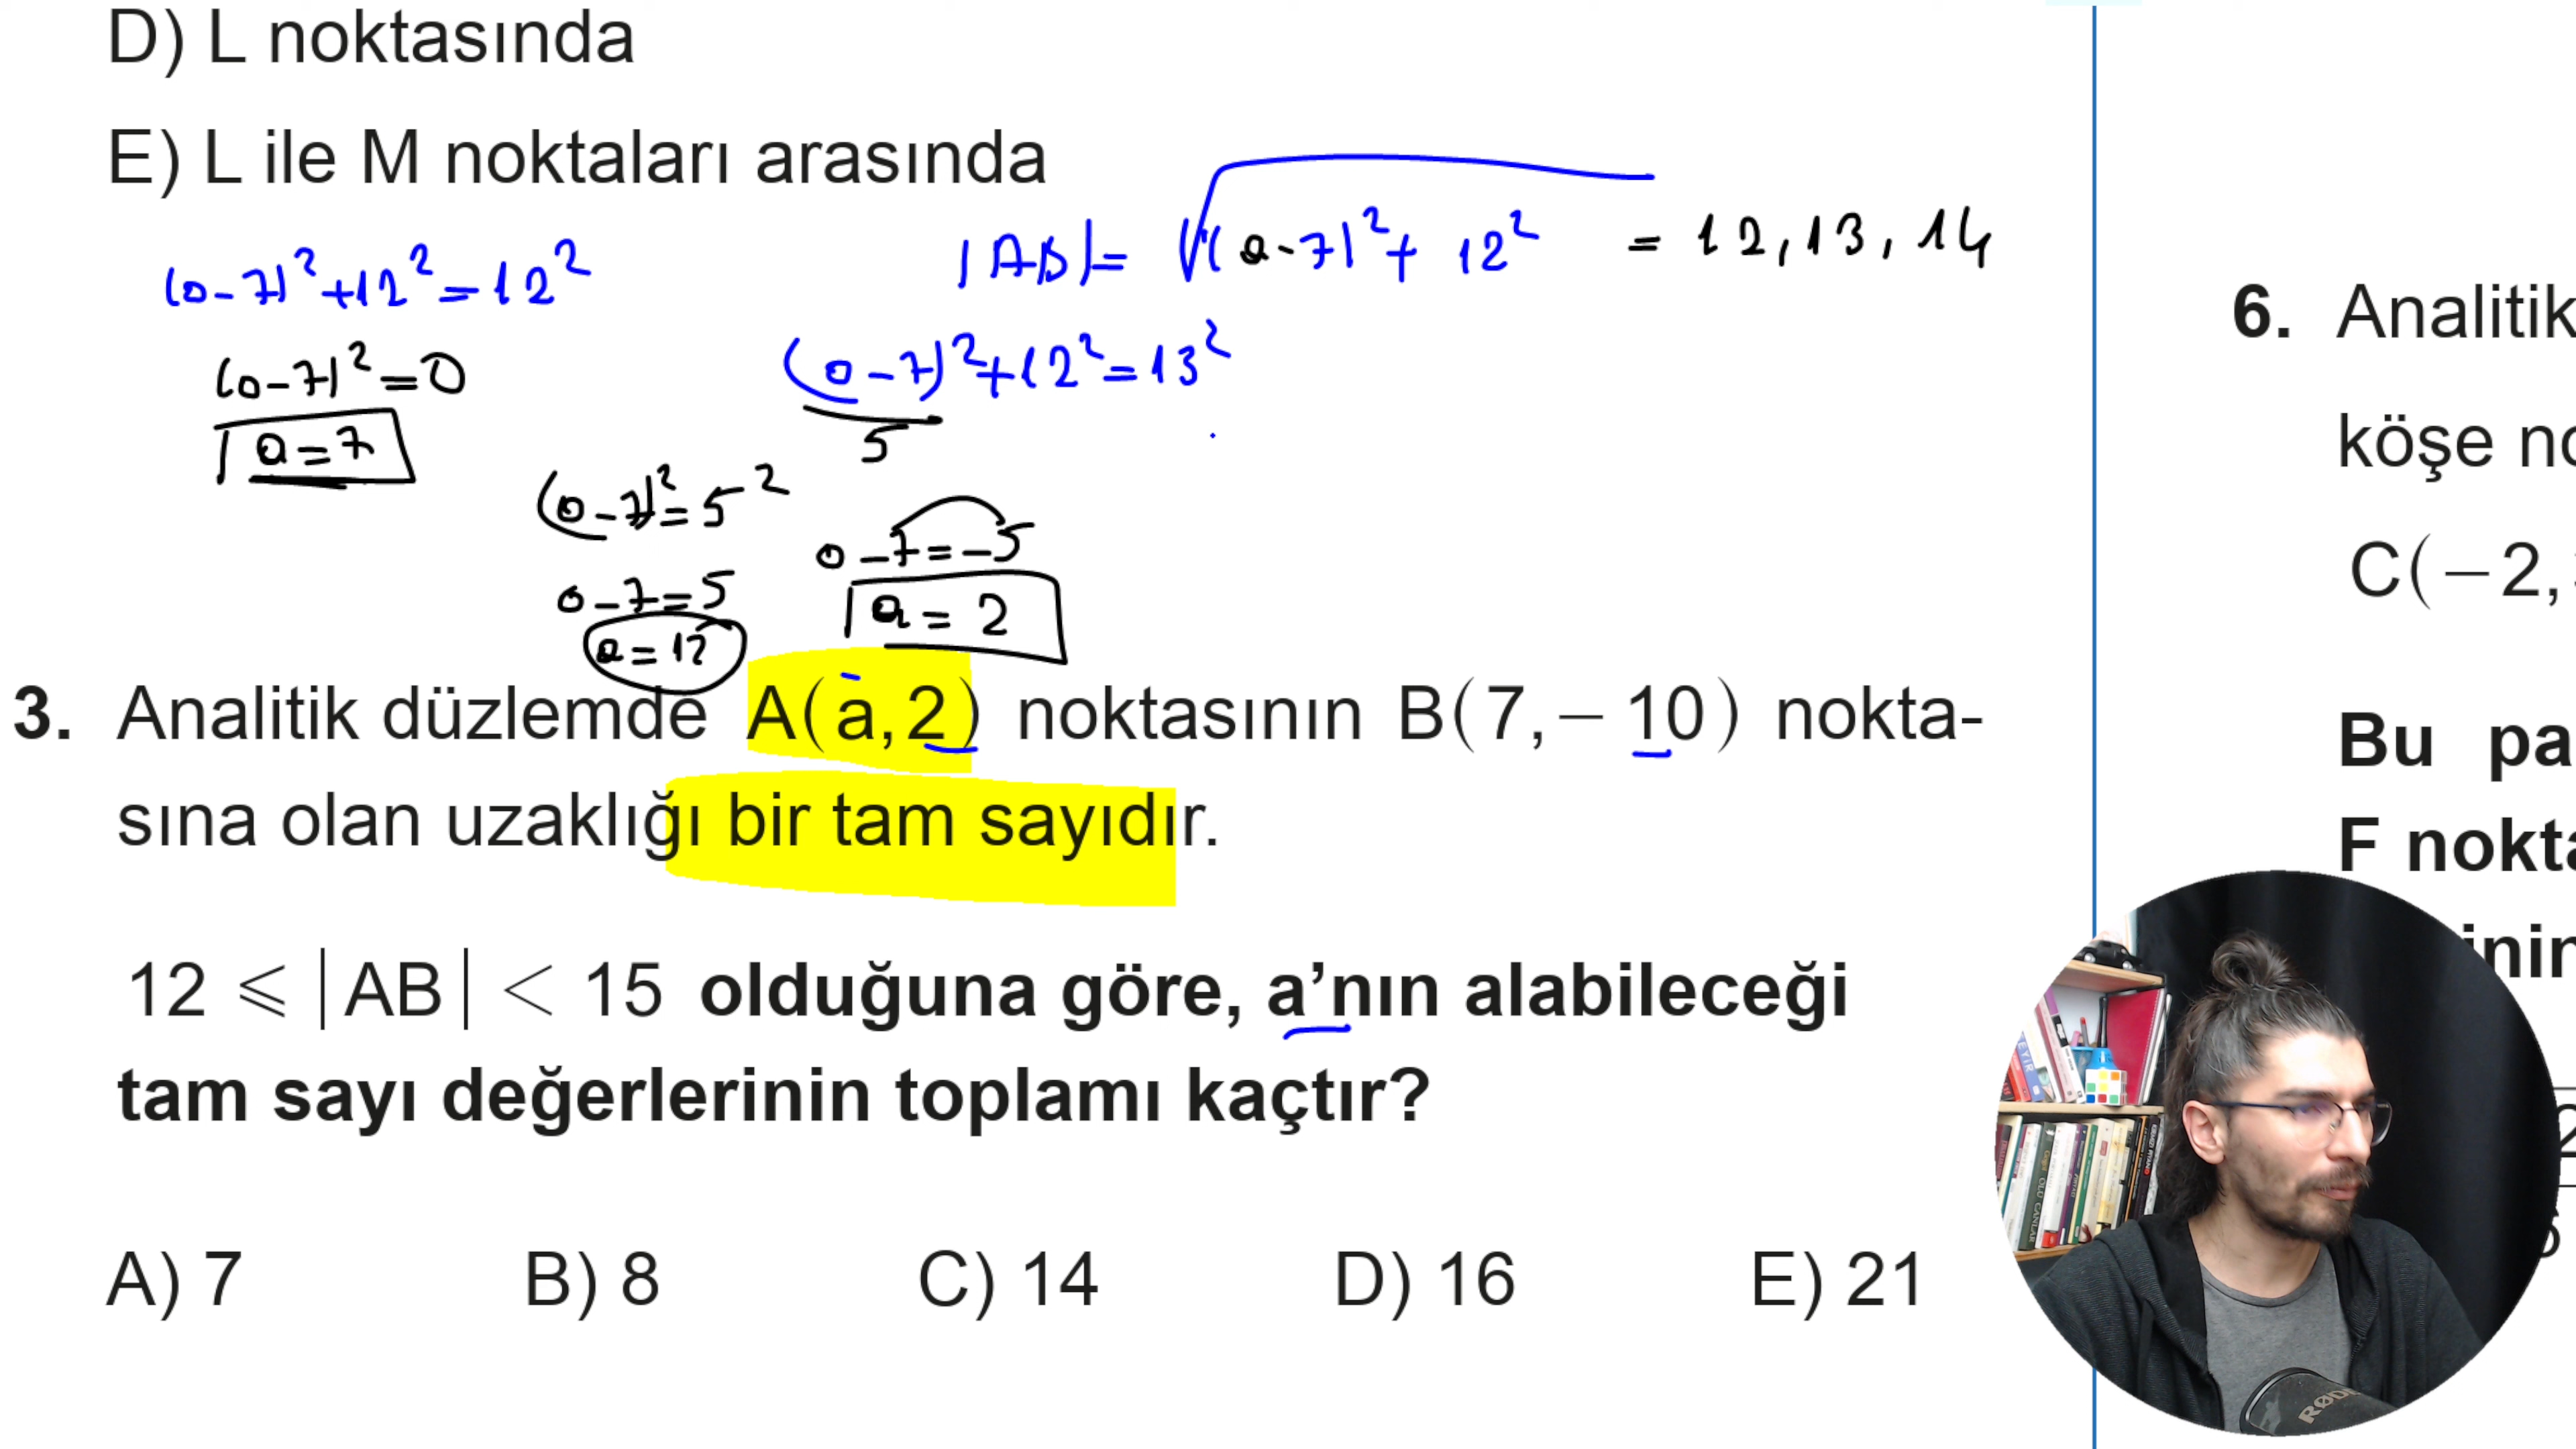 D) L noktasında
E) L ile M noktaları arasında
(a-7)²+12²=12²
(a-7)²=0
a=7
|AB|= √(a-7)²+ 12² = 12,13,14
(a-7)²+12²=13²
5
(a-7)²=5²
a-7=5
a=12
a-7=-5
a=2
3. Analitik düzlemde A(a,2) noktasının B(7,-10) nokta-
sına olan uzaklığı bir tam sayıdır.
12 ⩽ |AB| < 15 olduğuna göre, a’nın alabileceği
tam sayı değerlerinin toplamı kaçtır?
A) 7 B) 8 C) 14 D) 16 E) 21
6. Analitik
köşe no
C(-2,
Bu pa
F nokta
inin
RØDE